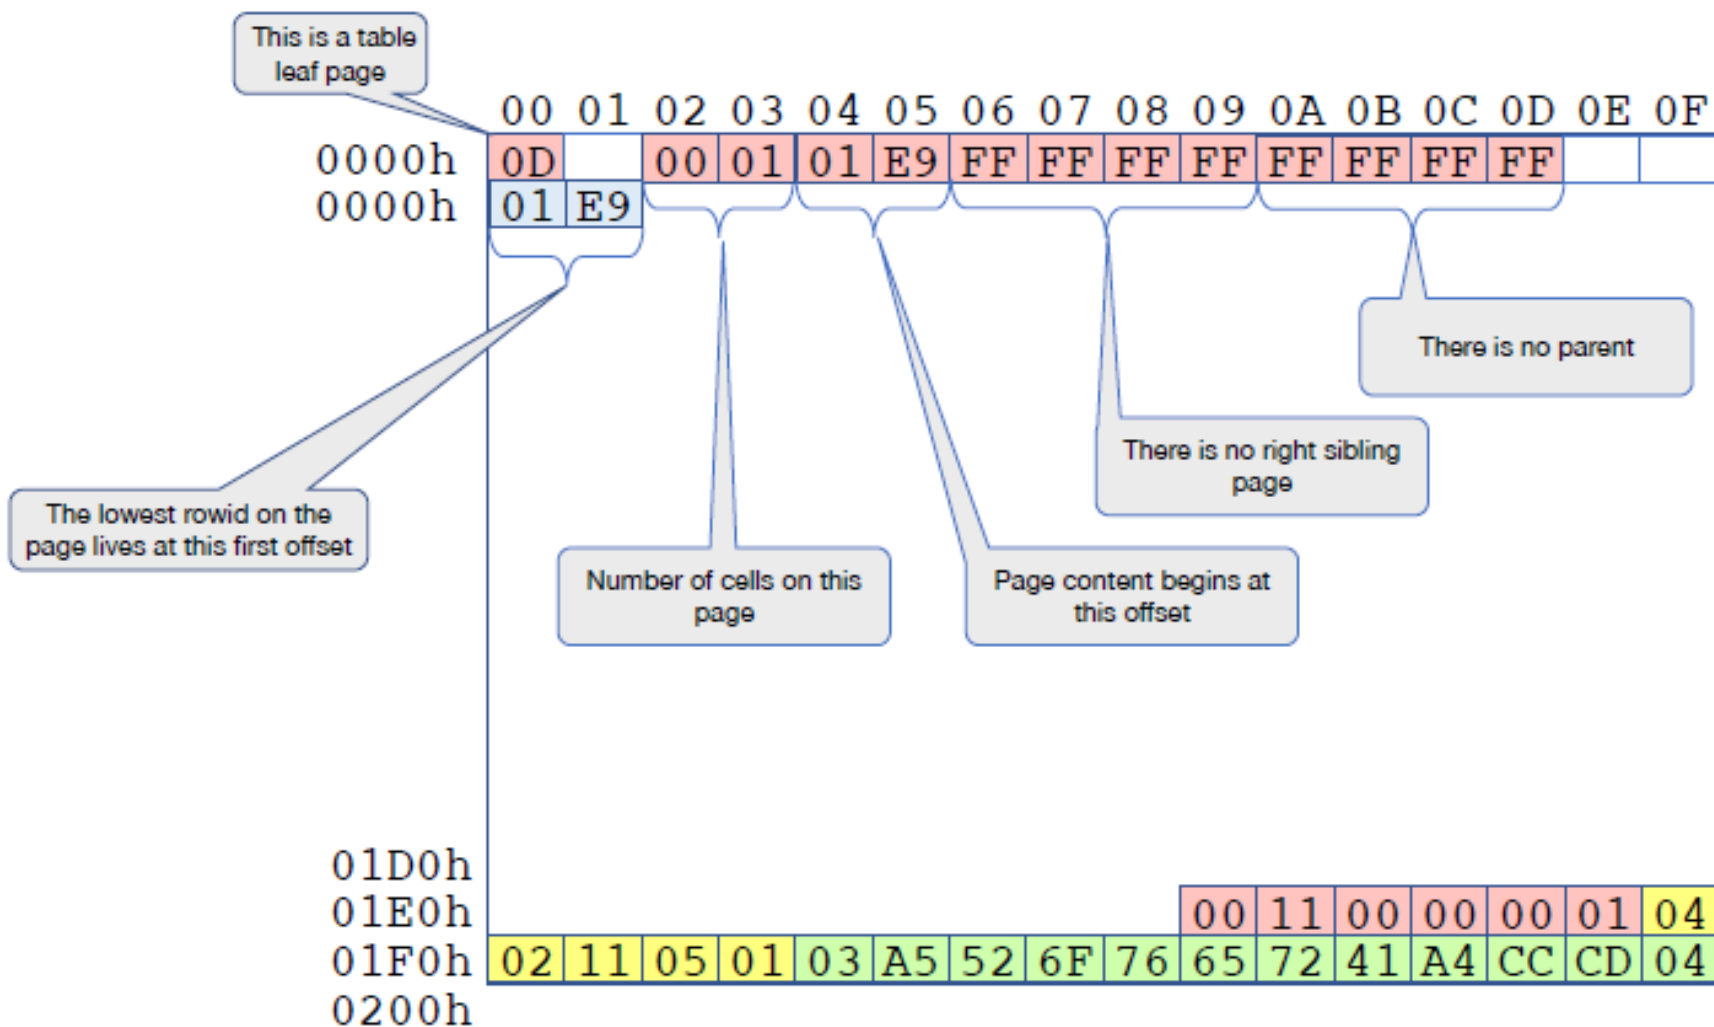 This is a table
leaf page
00 01 02 03 04 05 06 07 08 09 0A 0B 0C 0D 0E 0F
0000h 0D 00 01 01 E9 FF FF FF FF FF FF FF FF
0000h 01 E9
There is no parent
There is no right sibling
page
The lowest rowid on the
page lives at this first offset
Number of cells on this
page
Page content begins at
this offset
01D0h
01E0h 00 11 00 00 00 01 04
01F0h 02 11 05 01 03 A5 52 6F 76 65 72 41 A4 CC CD 04
0200h